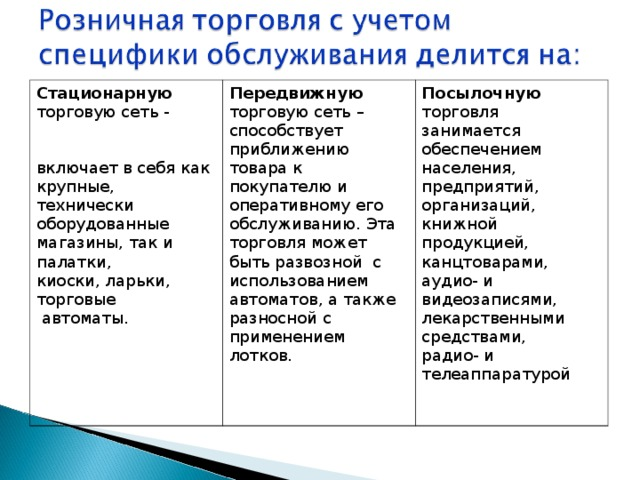 Розничная торговля с учетом
специфики обслуживания делится на:
Стационарную
торговую сеть -
включает в себя как
крупные,
технически
оборудованные
магазины, так и
палатки,
киоски, ларьки,
торговые
автоматы.
Передвижную
торговую сеть –
способствует
приближению
товара к
покупателю и
оперативному его
обслуживанию. Эта
торговля может
быть развозной с
использованием
автоматов, а также
разносной с
применением
лотков.
Посылочную
торговля
занимается
обеспечением
населения,
предприятий,
организаций,
книжной
продукцией,
канцтоварами,
аудио- и
видеозаписями,
лекарственными
средствами,
радио- и
телеаппаратурой